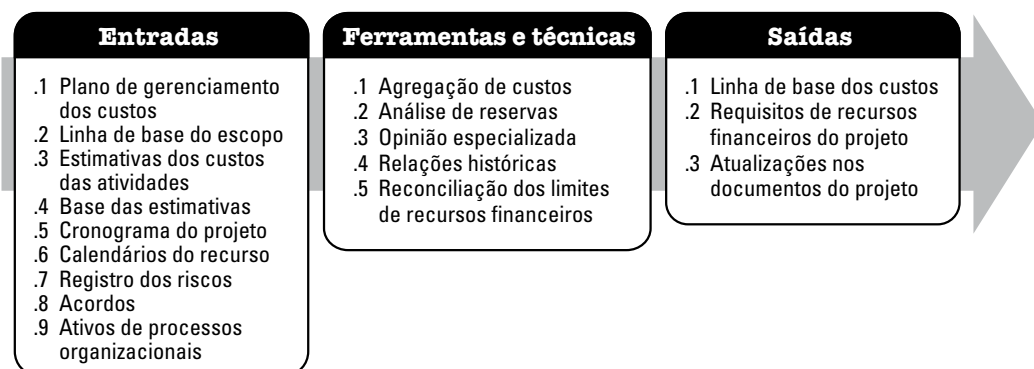 Entradas
.1 Plano de gerenciamento
dos custos
.2 Linha de base do escopo
.3 Estimativas dos custos
das atividades
.4 Base das estimativas
.5 Cronograma do projeto
.6 Calendários do recurso
.7 Registro dos riscos
.8 Acordos
.9 Ativos de processos
organizacionais
Ferramentas e técnicas
.1 Agregação de custos
.2 Análise de reservas
.3 Opinião especializada
.4 Relações históricas
.5 Reconciliação dos limites
de recursos financeiros
Saídas
.1 Linha de base dos custos
.2 Requisitos de recursos
financeiros do projeto
.3 Atualizações nos
documentos do projeto